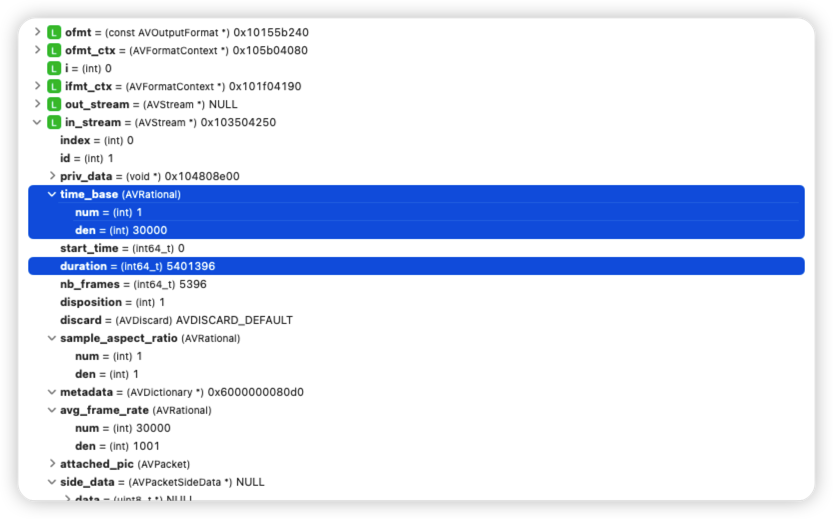 L ofmt = (const AVOutputFormat *) 0x10155b240
L ofmt_ctx = (AVFormatContext *) 0x105b04080
L i = (int) 0
L ifmt_ctx = (AVFormatContext *) 0x101f04190
L out_stream = (AVStream *) NULL
L in_stream = (AVStream *) 0x103504250
index = (int) 0
id = (int) 1
priv_data = (void *) 0x104808e00
time_base (AVRational)
num = (int) 1
den = (int) 30000
start_time = (int64_t) 0
duration = (int64_t) 5401396
nb_frames = (int64_t) 5396
disposition = (int) 1
discard = (AVDiscard) AVDISCARD_DEFAULT
sample_aspect_ratio (AVRational)
num = (int) 1
den = (int) 1
metadata = (AVDictionary *) 0x6000000080d0
avg_frame_rate (AVRational)
num = (int) 30000
den = (int) 1001
attached_pic (AVPacket)
side_data = (AVPacketSideData *) NULL
data = (uint8_t *) NULL